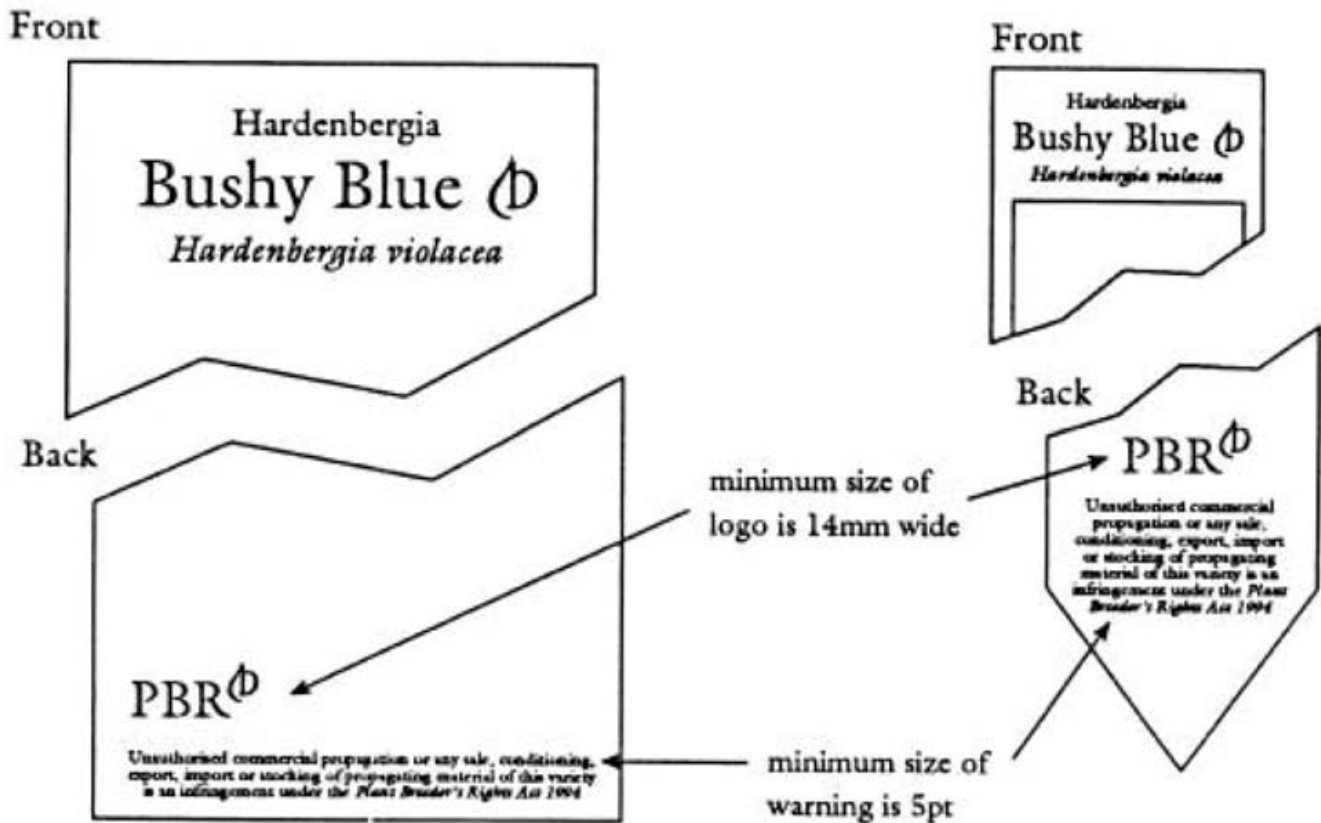 Front
Hardenbergia
Bushy Blue
Hardenbergia violacea
Back
PBR
Unauthorised commercial propagation or any sale, conditioning,
export, import or stocking of propagating material of this variety
is an infringement under the Plant Breeder's Rights Act 1994
minimum size of
logo is 14mm wide
minimum size of
warning is 5pt
Front
Hardenbergia
Bushy Blue
Hardenbergia violacea
Back
PBR
Unauthorised commercial
propagation or any sale,
conditioning, export, import
or stocking of propagating
material of this variety is an
infringement under the Plant
Breeder's Rights Act 1994